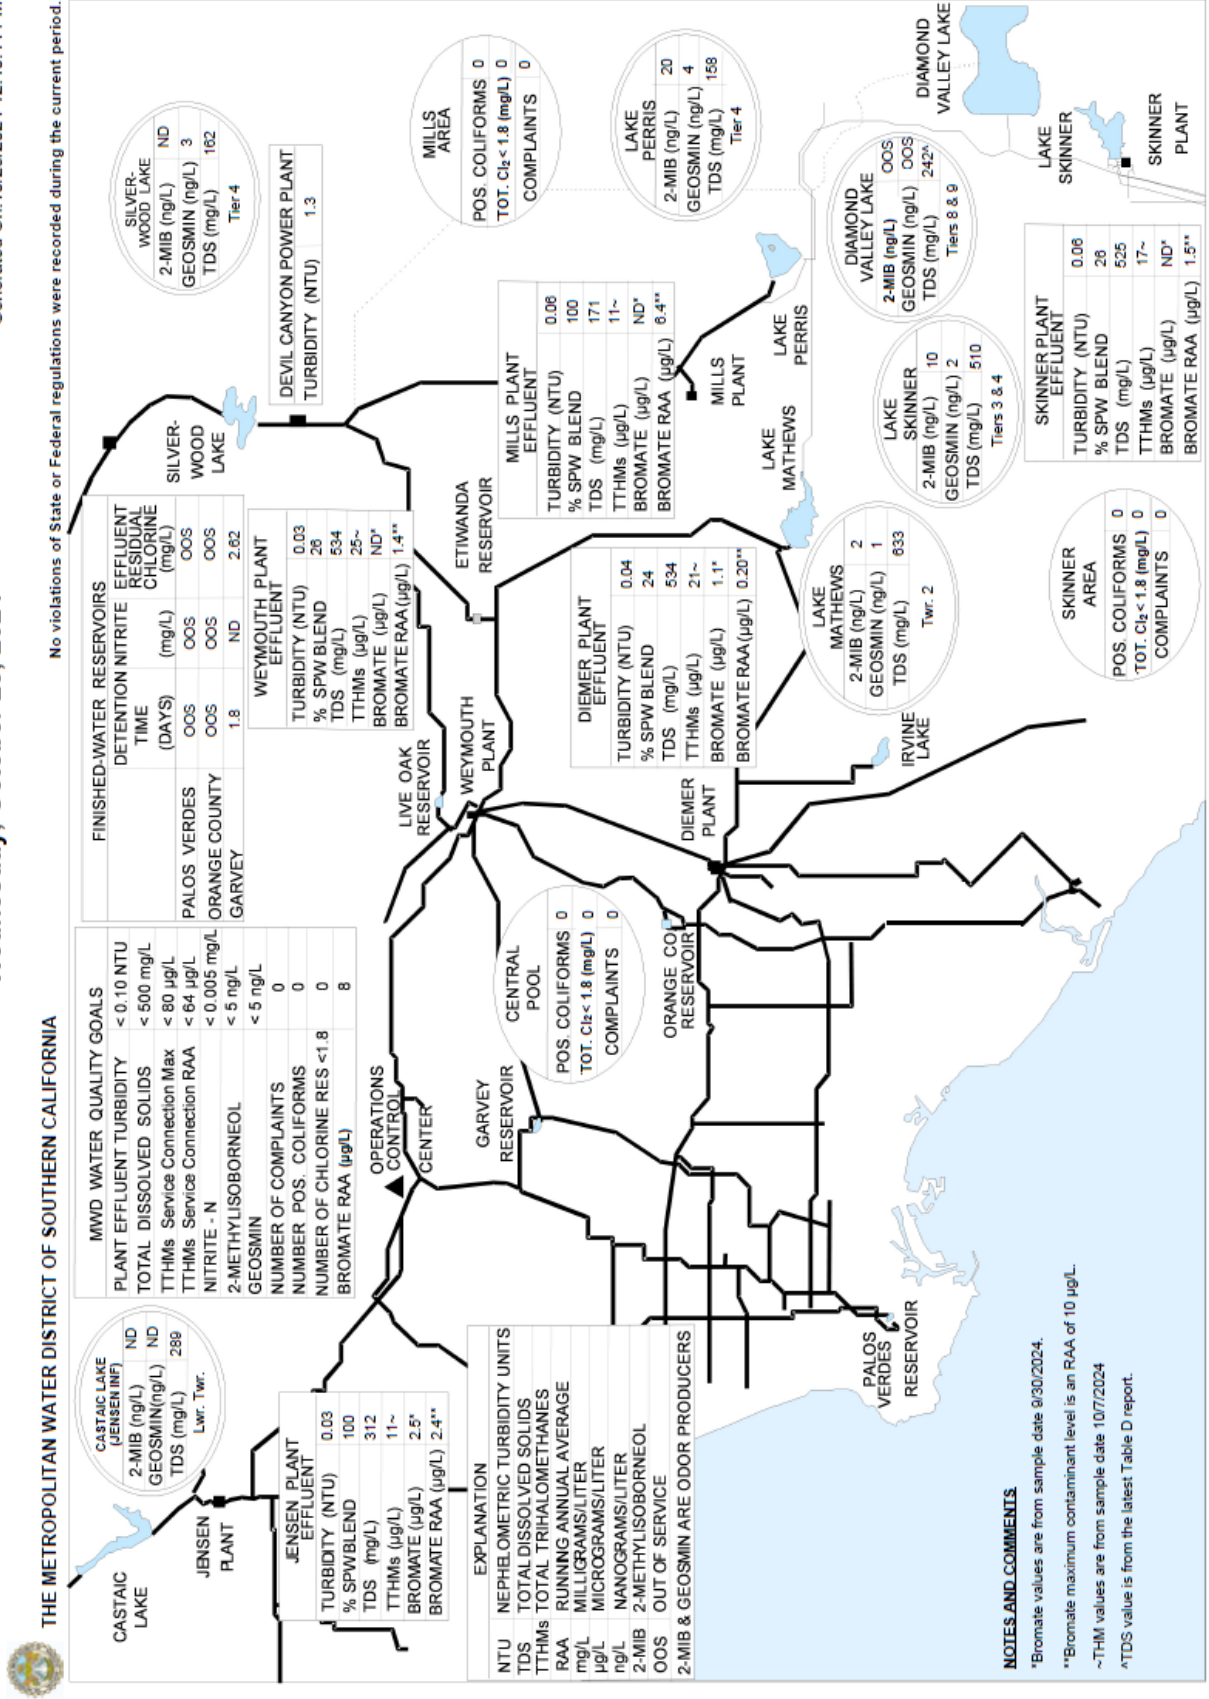 THE METROPOLITAN WATER DISTRICT OF SOUTHERN CALIFORNIA
No violations of State or Federal regulations were recorded during the current period.
CASTAIC LAKE
(JENSEN INF)
2-MIB (ng/L) ND
GEOSMIN(ng/L) ND
TDS (mg/L) 289
Lwr. Twr.
CASTAIC
LAKE
JENSEN
PLANT
JENSEN PLANT
EFFLUENT
TURBIDITY (NTU) 0.03
% SPW BLEND 100
TDS (mg/L) 312
TTHMs (µg/L) 11~
BROMATE (µg/L) 2.5*
BROMATE RAA (µg/L) 2.4**
MWD WATER QUALITY GOALS
PLANT EFFLUENT TURBIDITY < 0.10 NTU
TOTAL DISSOLVED SOLIDS < 500 mg/L
TTHMs Service Connection Max < 80 µg/L
TTHMs Service Connection RAA < 64 µg/L
NITRITE - N < 0.005 mg/L
2-METHYLISOBORNEOL < 5 ng/L
GEOSMIN < 5 ng/L
NUMBER OF COMPLAINTS 0
NUMBER POS. COLIFORMS 0
NUMBER OF CHLORINE RES <1.8 0
BROMATE RAA (µg/L) 8
FINISHED-WATER RESERVOIRS
DETENTION TIME (DAYS) NITRITE (mg/L) EFFLUENT RESIDUAL CHLORINE (mg/L)
PALOS VERDES OOS OOS OOS
ORANGE COUNTY OOS OOS OOS
GARVEY 1.8 ND 2.62
SILVER-
WOOD LAKE
2-MIB (ng/L) ND
GEOSMIN (ng/L) 3
TDS (mg/L) 162
Tier 4
SILVER-
WOOD
LAKE
DEVIL CANYON POWER PLANT
TURBIDITY (NTU) 1.3
WEYMOUTH PLANT
EFFLUENT
TURBIDITY (NTU) 0.03
% SPW BLEND 26
TDS (mg/L) 534
TTHMs (µg/L) 25~
BROMATE (µg/L) ND*
BROMATE RAA (µg/L) 1.4**
OPERATIONS
CONTROL
CENTER
LIVE OAK
RESERVOIR
WEYMOUTH
PLANT
ETIWANDA
RESERVOIR
MILLS
AREA
POS. COLIFORMS 0
TOT. Cl₂ < 1.8 (mg/L) 0
COMPLAINTS 0
MILLS PLANT
EFFLUENT
TURBIDITY (NTU) 0.06
% SPW BLEND 100
TDS (mg/L) 171
TTHMs (µg/L) 11~
BROMATE (µg/L) ND*
BROMATE RAA (µg/L) 6.4**
LAKE
PERRIS
2-MIB (ng/L) 20
GEOSMIN (ng/L) 4
TDS (mg/L) 158
Tier 4
MILLS
PLANT
LAKE
PERRIS
GARVEY
RESERVOIR
CENTRAL
POOL
POS. COLIFORMS 0
TOT. Cl₂ < 1.8 (mg/L) 0
COMPLAINTS 0
DIEMER PLANT
EFFLUENT
TURBIDITY (NTU) 0.04
% SPW BLEND 24
TDS (mg/L) 534
TTHMs (µg/L) 21~
BROMATE (µg/L) 1.1*
BROMATE RAA (µg/L) 0.20**
DIEMER
PLANT
ORANGE CO
RESERVOIR
LAKE
MATHEWS
EXPLANATION
NTU NEPHELOMETRIC TURBIDITY UNITS
TDS TOTAL DISSOLVED SOLIDS
TTHMs TOTAL TRIHALOMETHANES
RAA RUNNING ANNUAL AVERAGE
mg/L MILLIGRAMS/LITER
µg/L MICROGRAMS/LITER
ng/L NANOGRAMS/LITER
2-MIB 2-METHYLISOBORNEOL
OOS OUT OF SERVICE
2-MIB & GEOSMIN ARE ODOR PRODUCERS
LAKE
MATHEWS
2-MIB (ng/L) 2
GEOSMIN (ng/L) 1
TDS (mg/L) 633
Twr. 2
IRVINE
LAKE
DIAMOND
VALLEY LAKE
2-MIB (ng/L) OOS
GEOSMIN (ng/L) OOS
TDS (mg/L) 242^
Tiers 8 & 9
DIAMOND
VALLEY LAKE
LAKE
SKINNER
2-MIB (ng/L) 10
GEOSMIN (ng/L) 2
TDS (mg/L) 510
Tiers 3 & 4
LAKE
SKINNER
SKINNER
PLANT
SKINNER PLANT
EFFLUENT
TURBIDITY (NTU) 0.06
% SPW BLEND 26
TDS (mg/L) 525
TTHMs (µg/L) 17~
BROMATE (µg/L) ND*
BROMATE RAA (µg/L) 1.5**
SKINNER
AREA
POS. COLIFORMS 0
TOT. Cl₂ < 1.8 (mg/L) 0
COMPLAINTS 0
PALOS
VERDES
RESERVOIR
NOTES AND COMMENTS
*Bromate values are from sample date 9/30/2024.
**Bromate maximum contaminant level is an RAA of 10 µg/L.
~THM values are from sample date 10/7/2024
^TDS value is from the latest Table D report.